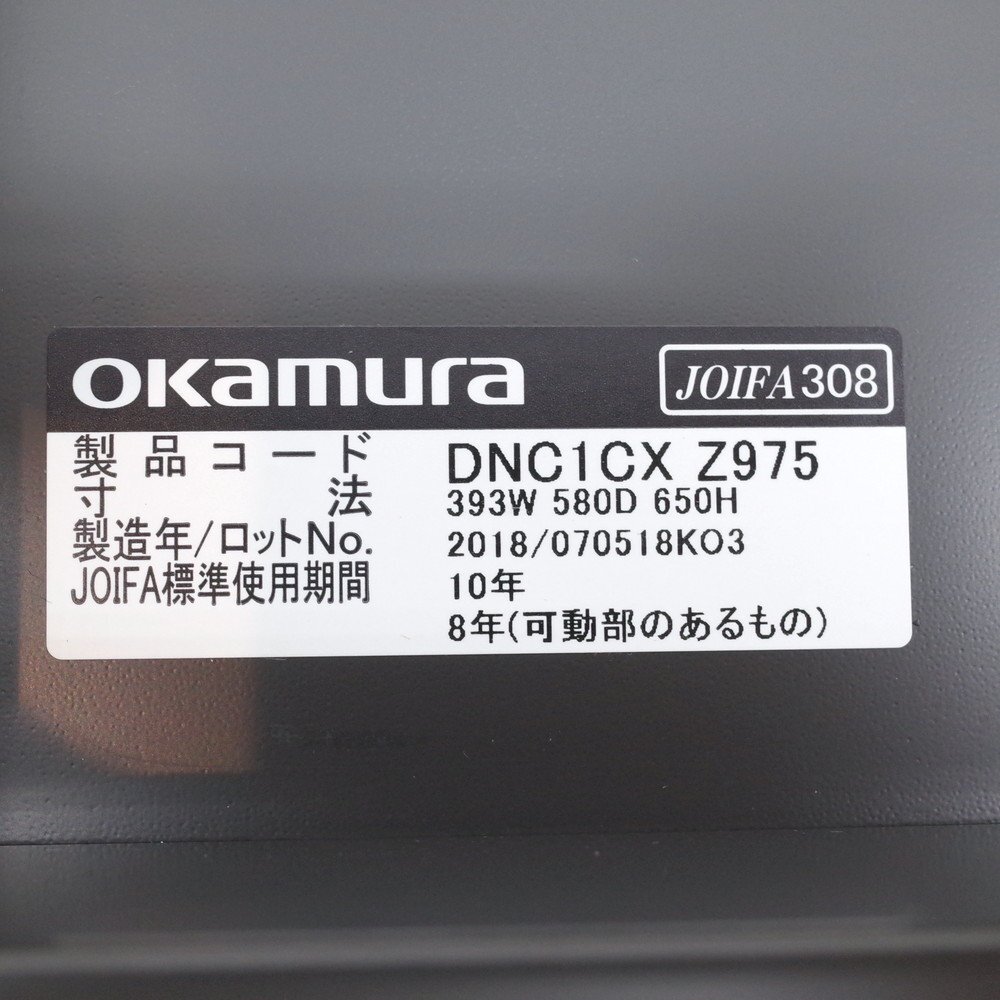 okamura JOIFA308
製品コード DNC1CX Z975
寸法 393W 580D 650H
製造年/ロットNo. 2018/070518KO3
JOIFA標準使用期間 10年
8年(可動部のあるもの)